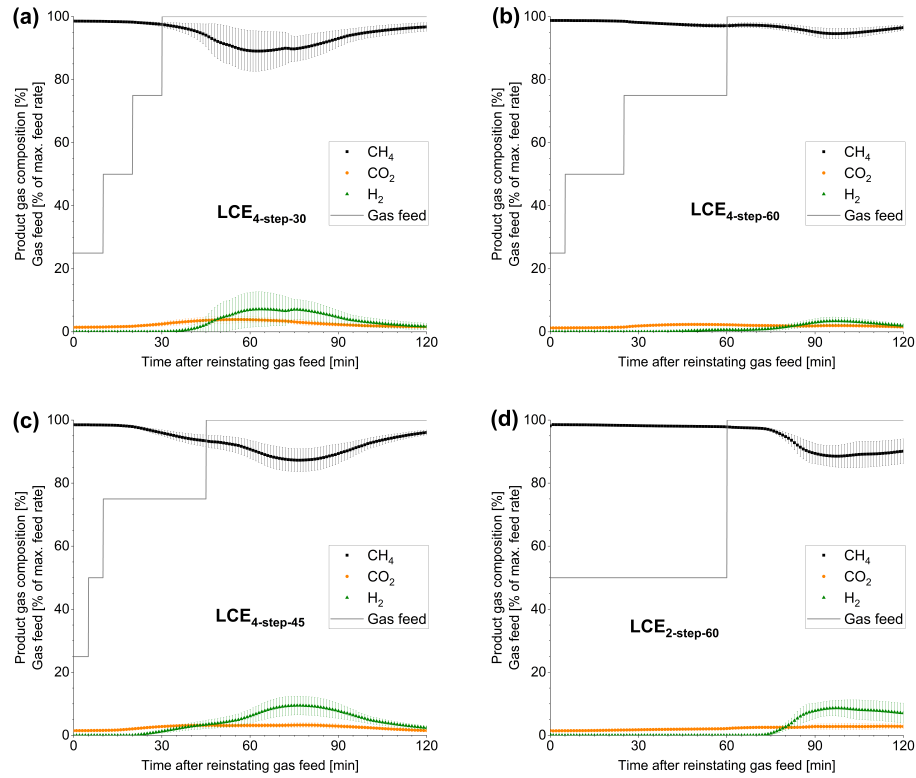 (a)
Product gas composition [%]
Gas feed [% of max. feed rate]
100
80
60
40
20
0
CH₄
CO₂
H₂
Gas feed
LCE₄₋step₋₃₀
0 30 60 90 120
Time after reinstating gas feed [min]
(b)
Product gas composition [%]
Gas feed [% of max. feed rate]
100
80
60
40
20
0
CH₄
CO₂
H₂
Gas feed
LCE₄₋step₋₆₀
0 30 60 90 120
Time after reinstating gas feed [min]
(c)
Product gas composition [%]
Gas feed [% of max. feed rate]
100
80
60
40
20
0
CH₄
CO₂
H₂
Gas feed
LCE₄₋step₋₄₅
0 30 60 90 120
Time after reinstating gas feed [min]
(d)
Product gas composition [%]
Gas feed [% of max. feed rate]
100
80
60
40
20
0
CH₄
CO₂
H₂
Gas feed
LCE₂₋step₋₆₀
0 30 60 90 120
Time after reinstating gas feed [min]